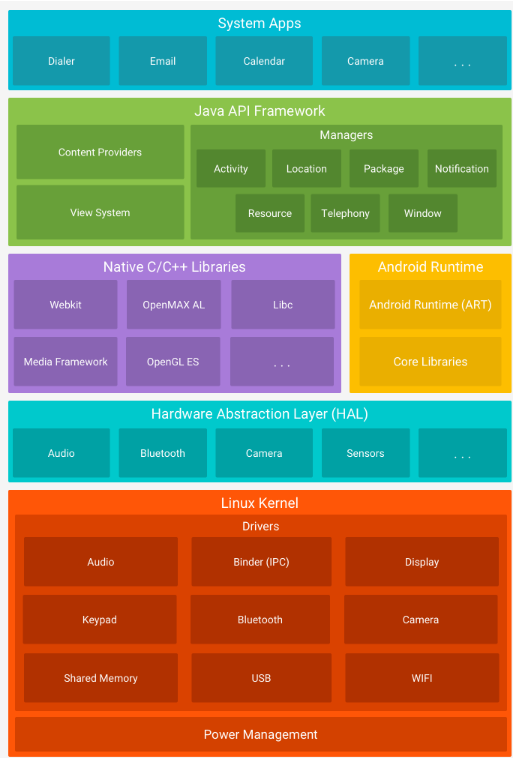 System Apps
Dialer
Email
Calendar
Camera
. . .
Java API Framework
Content Providers
View System
Managers
Activity
Location
Package
Notification
Resource
Telephony
Window
Native C/C++ Libraries
Webkit
OpenMAX AL
Libc
Media Framework
OpenGL ES
. . .
Android Runtime
Android Runtime (ART)
Core Libraries
Hardware Abstraction Layer (HAL)
Audio
Bluetooth
Camera
Sensors
. . .
Linux Kernel
Drivers
Audio
Binder (IPC)
Display
Keypad
Bluetooth
Camera
Shared Memory
USB
WIFI
Power Management